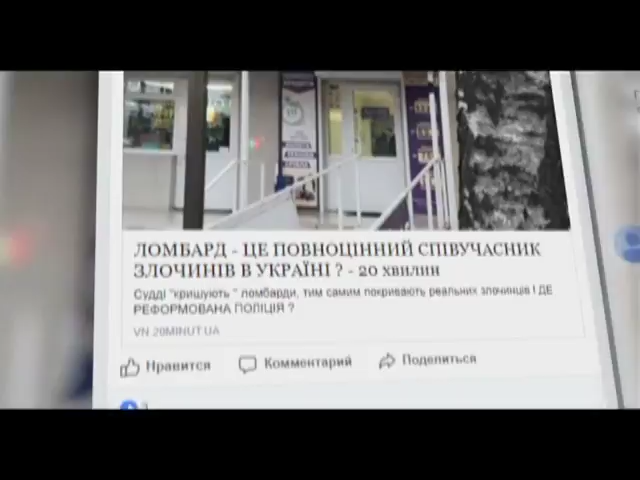 ЛОМБАРД - ЦЕ ПОВНОЦІННИЙ СПІВУЧАСНИК
ЗЛОЧИНІВ В УКРАЇНІ ? - 20 хвилин
Судді "кришують " ломбарди, тим самим покривають реальних злочинців ! ДЕ
РЕФОРМОВАНА ПОЛІЦІЯ ?
VN.20MINUT.UA
Нравится Комментарий Поделиться